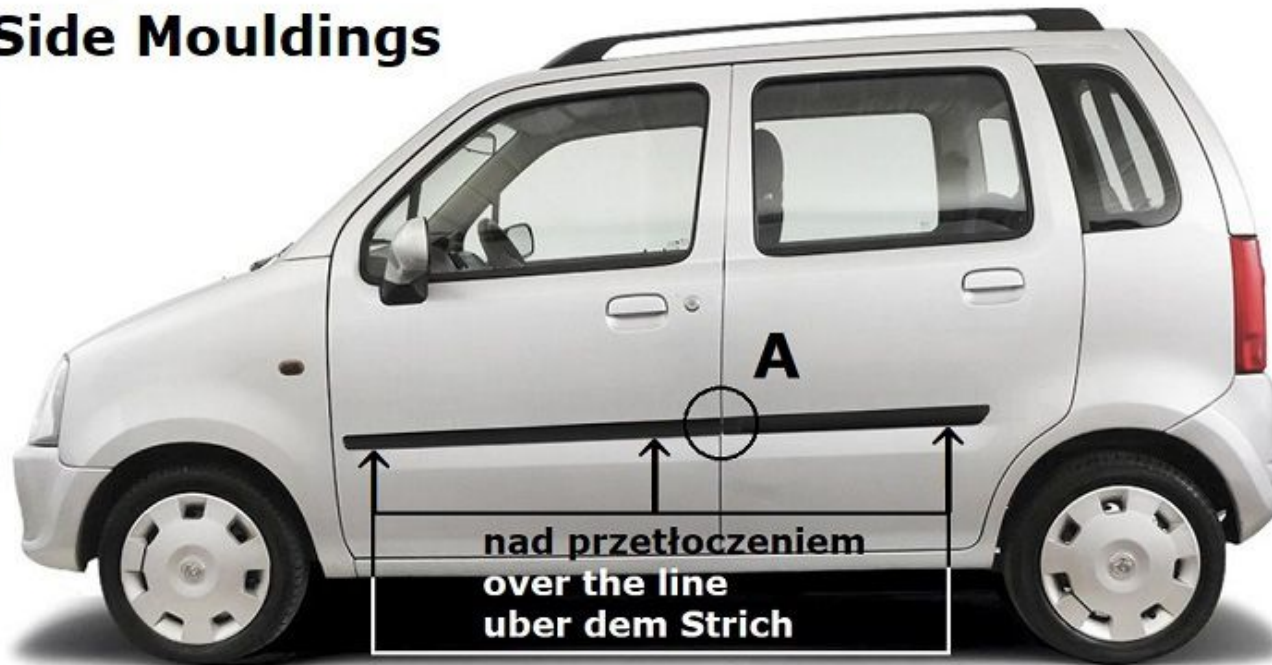 Side Mouldings
A
nad przetłoczeniem
over the line
uber dem Strich